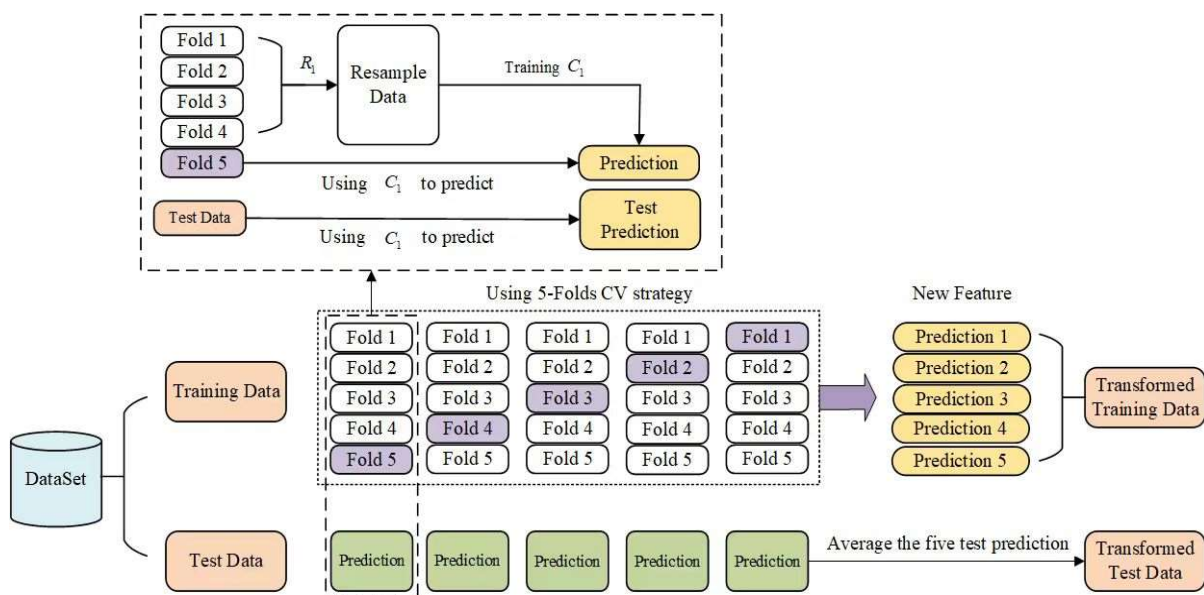 Fold 1
Fold 2
Fold 3
Fold 4
Fold 5
R₁
Resample
Data
Training C₁
Prediction
Using C₁ to predict
Test Data
Test
Prediction
Using C₁ to predict
Using 5-Folds CV strategy
New Feature
Fold 1 Fold 1 Fold 1 Fold 1 Fold 1
Fold 2 Fold 2 Fold 2 Fold 2 Fold 2
Fold 3 Fold 3 Fold 3 Fold 3 Fold 3
Fold 4 Fold 4 Fold 4 Fold 4 Fold 4
Fold 5 Fold 5 Fold 5 Fold 5 Fold 5
Prediction 1
Prediction 2
Prediction 3
Prediction 4
Prediction 5
Training Data
Transformed
Training Data
DataSet
Test Data
Prediction Prediction Prediction Prediction Prediction
Average the five test prediction
Transformed
Test Data